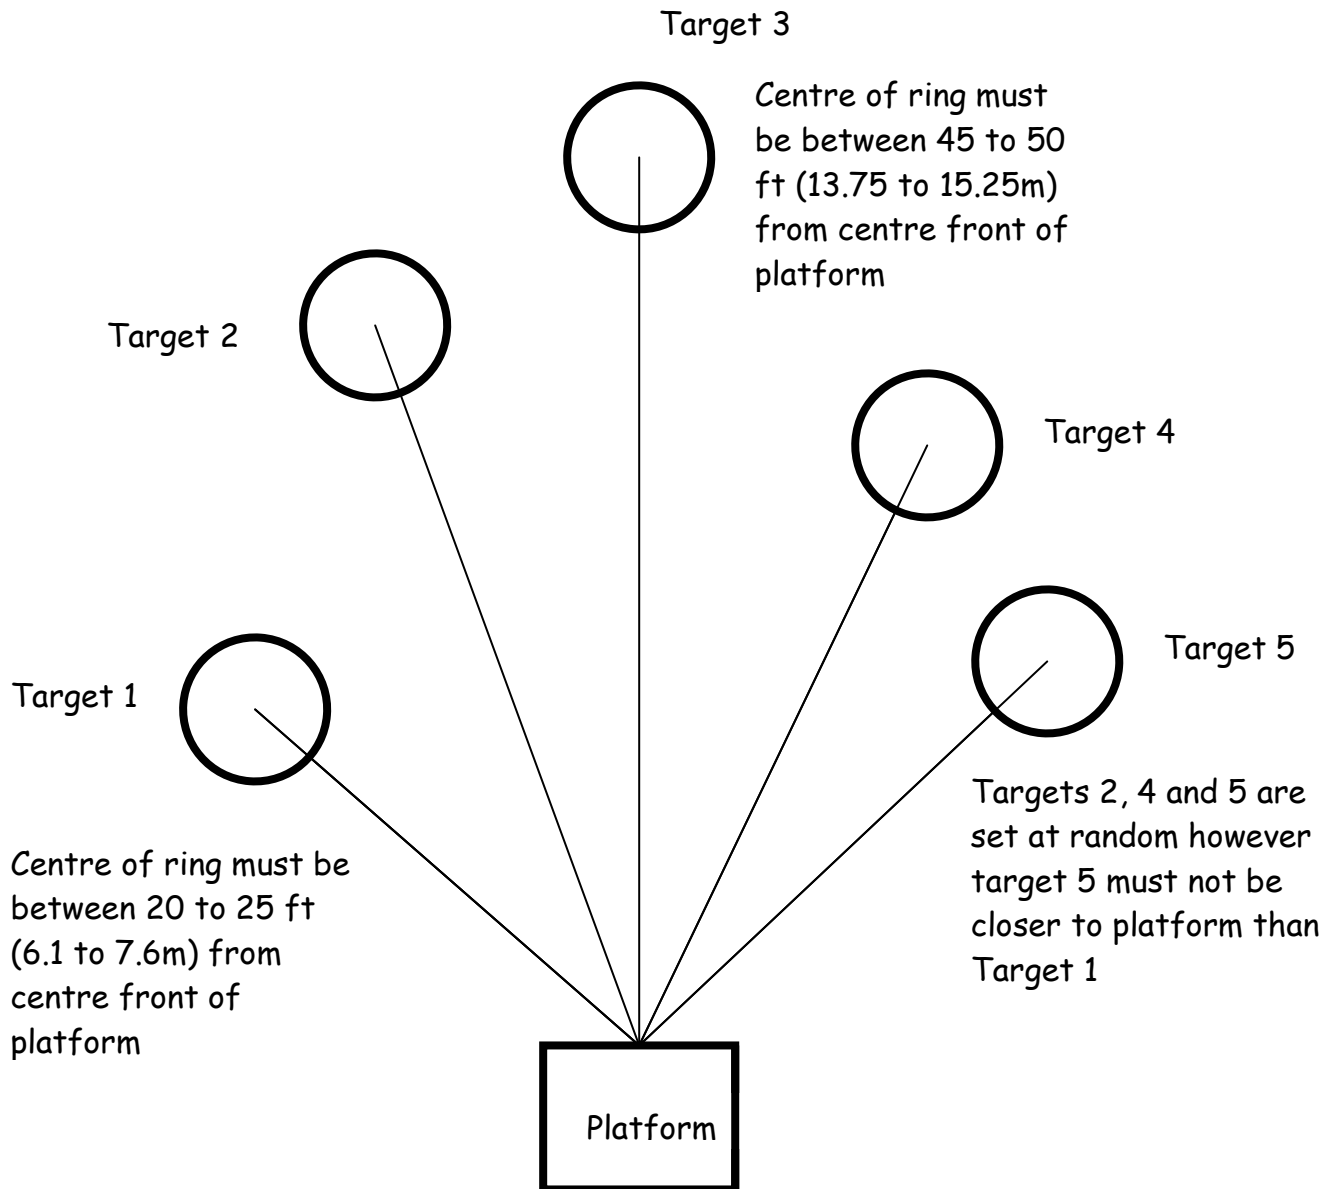 Target 3
Centre of ring must
be between 45 to 50
ft (13.75 to 15.25m)
from centre front of
platform
Target 2
Target 4
Target 5
Target 1
Targets 2, 4 and 5 are
set at random however
target 5 must not be
closer to platform than
Target 1
Centre of ring must be
between 20 to 25 ft
(6.1 to 7.6m) from
centre front of
platform
Platform